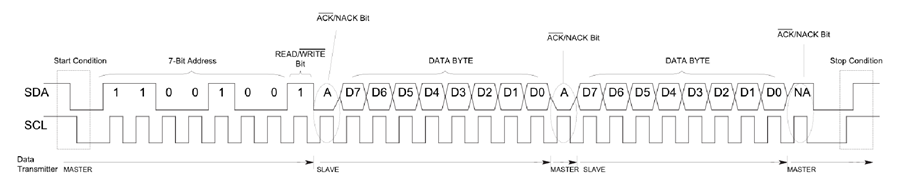 ACK/NACK Bit
ACK/NACK Bit
ACK/NACK Bit
READ/WRITE
Bit
Start Condition
7-Bit Address
DATA BYTE
DATA BYTE
Stop Condition
SDA 1 1 0 0 1 0 0 1 A D7 D6 D5 D4 D3 D2 D1 D0 A D7 D6 D5 D4 D3 D2 D1 D0 NA
SCL
Data
Transmitter MASTER SLAVE MASTER SLAVE MASTER